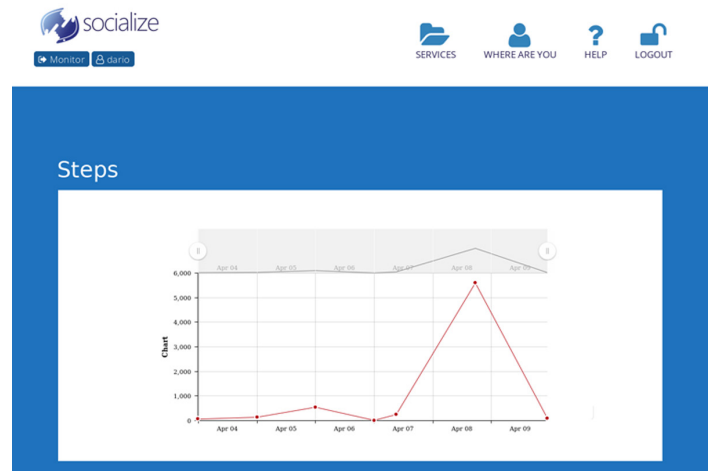 socialize
Monitor dario
SERVICES WHERE ARE YOU HELP LOGOUT
Steps
Apr 04 Apr 05 Apr 06 Apr 07 Apr 08 Apr 09
6,000
5,000
4,000
3,000
2,000
1,000
0
Chart
Apr 04 Apr 05 Apr 06 Apr 07 Apr 08 Apr 09